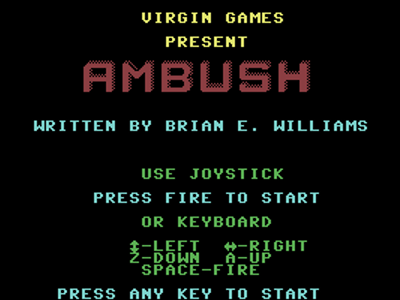 VIRGIN GAMES
PRESENT
AMBUSH
WRITTEN BY BRIAN E. WILLIAMS
USE JOYSTICK
PRESS FIRE TO START
OR KEYBOARD
↕-LEFT ↔-RIGHT
Z-DOWN A-UP
SPACE-FIRE
PRESS ANY KEY TO START